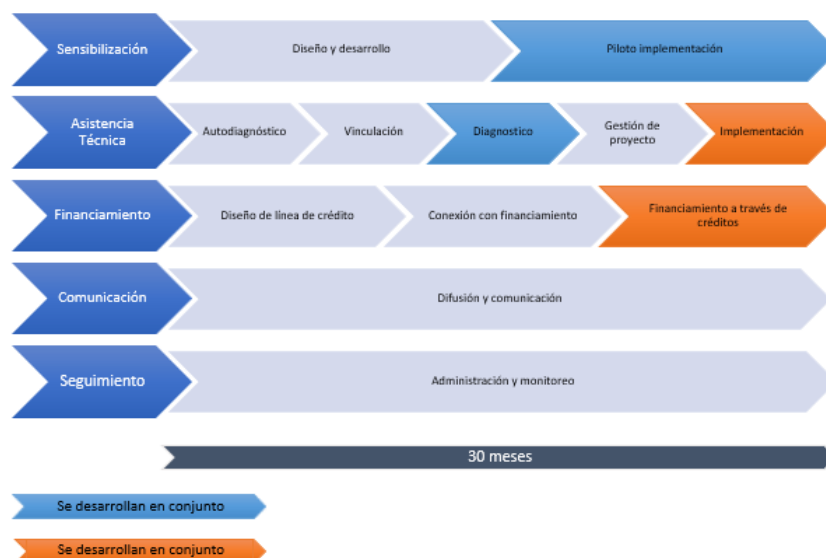 Sensibilización
Diseño y desarrollo
Piloto implementación
Asistencia
Técnica
Autodiagnóstico
Vinculación
Diagnostico
Gestión de
proyecto
Implementación
Financiamiento
Diseño de línea de crédito
Conexión con financiamiento
Financiamiento a través de
créditos
Comunicación
Difusión y comunicación
Seguimiento
Administración y monitoreo
30 meses
Se desarrollan en conjunto
Se desarrollan en conjunto